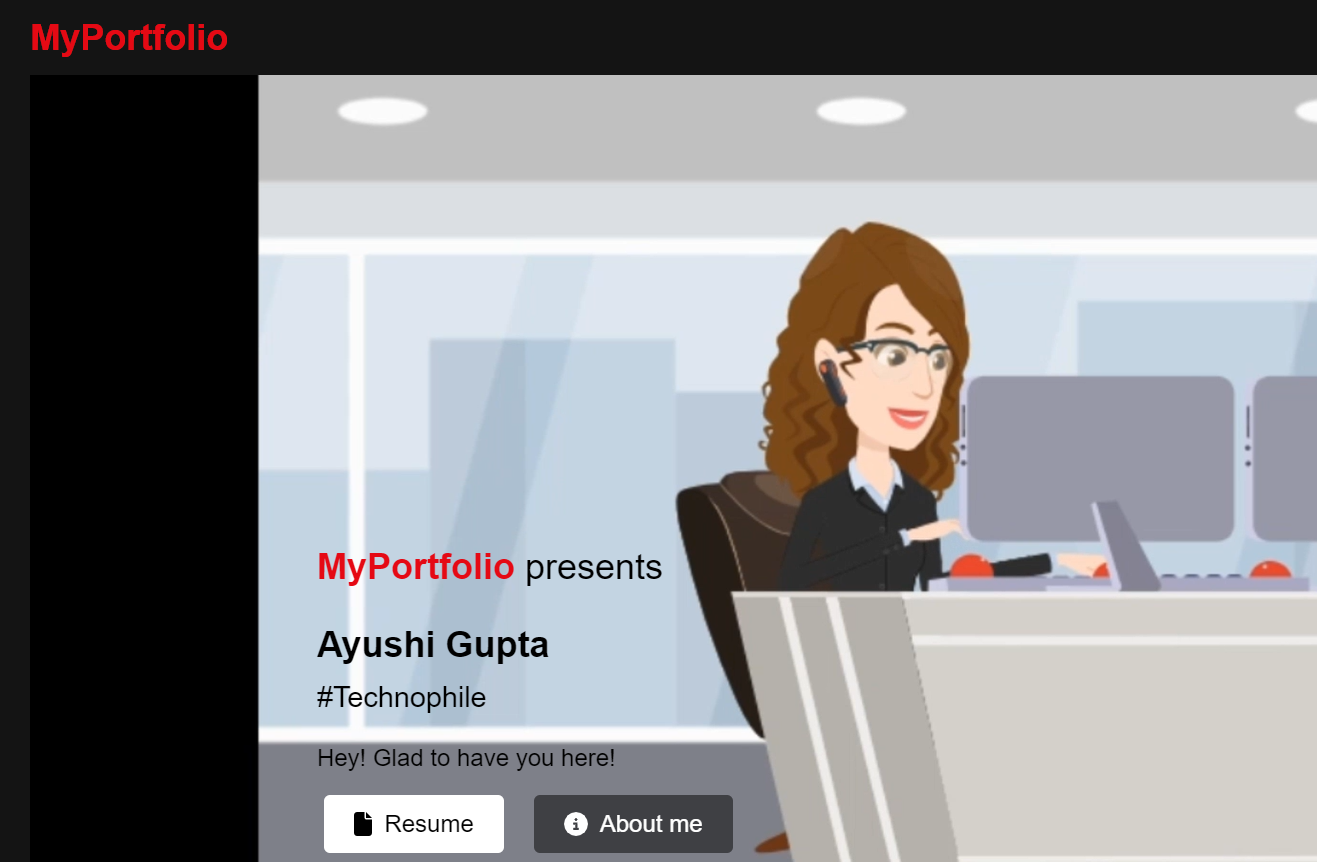 MyPortfolio
MyPortfolio presents
Ayushi Gupta
#Technophile
Hey! Glad to have you here!
Resume
About me